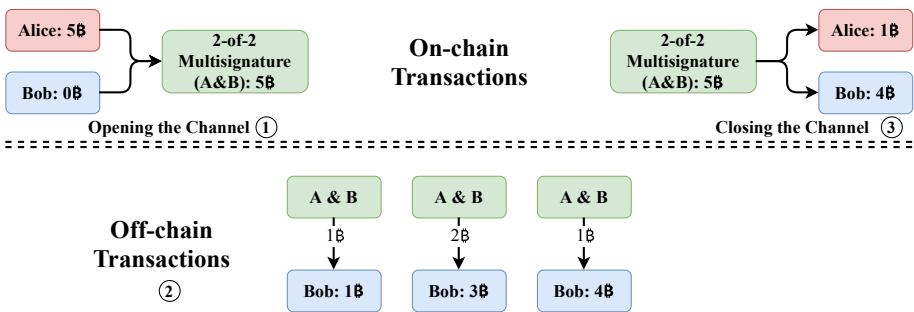 Alice: 5₿
Bob: 0₿
2-of-2
Multisignature
(A&B): 5₿
Opening the Channel ①
On-chain
Transactions
2-of-2
Multisignature
(A&B): 5₿
Alice: 1₿
Bob: 4₿
Closing the Channel ③
Off-chain
Transactions
②
A & B
1₿
Bob: 1₿
A & B
2₿
Bob: 3₿
A & B
1₿
Bob: 4₿